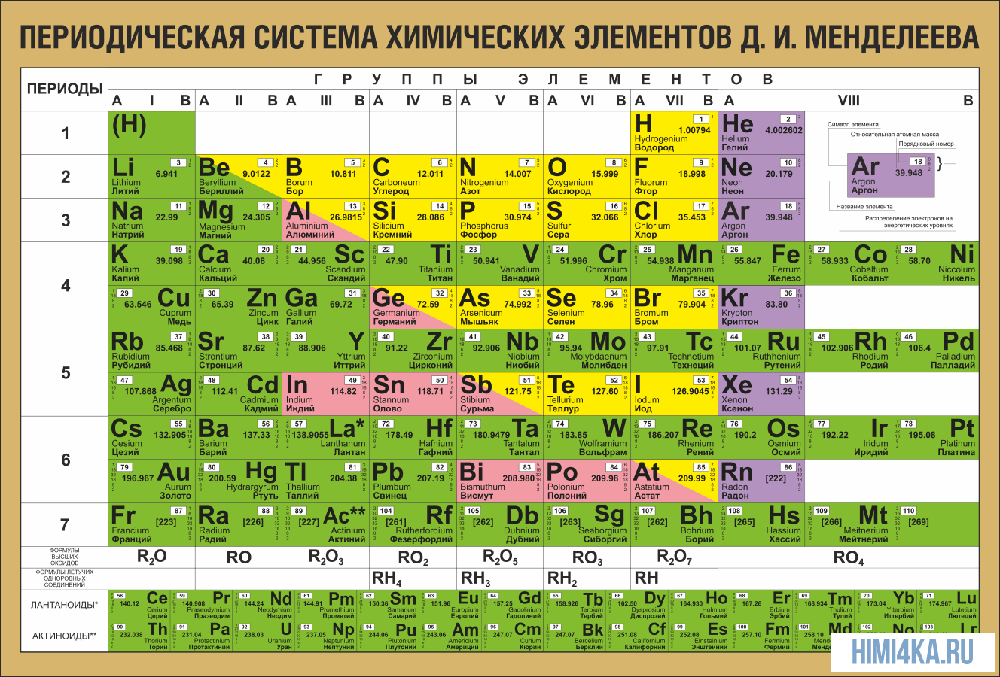 ПЕРИОДИЧЕСКАЯ СИСТЕМА ХИМИЧЕСКИХ ЭЛЕМЕНТОВ Д. И. МЕНДЕЛЕЕВА
ПЕРИОДЫ
ГРУППЫ ЭЛЕМЕНТОВ
A I B A II B A III B A IV B A V B A VI B A VII B A VIII B
1
(H)
H 1 1.00794 Hydrogenium Водород
He 2 4.002602 Helium Гелий
Символ элемента
Относительная атомная масса
Порядковый номер
Ar 18 39.948 Argon Аргон
Название элемента
Распределение электронов на
энергетических уровнях
2
Li 3 6.941 Lithium Литий
Be 4 9.0122 Beryllium Бериллий
B 5 10.811 Borum Бор
C 6 12.011 Carboneum Углерод
N 7 14.007 Nitrogenium Азот
O 8 15.999 Oxygenium Кислород
F 9 18.998 Fluorum Фтор
Ne 10 20.179 Neon Неон
3
Na 11 22.99 Natrium Натрий
Mg 12 24.305 Magnesium Магний
Al 13 26.9815 Aluminium Алюминий
Si 14 28.086 Silicium Кремний
P 15 30.974 Phosphorus Фосфор
S 16 32.066 Sulfur Сера
Cl 17 35.453 Chlorium Хлор
Ar 18 39.948 Argon Аргон
4
K 19 39.098 Kalium Калий
Ca 20 40.08 Calcium Кальций
21 44.956 Sc Scandium Скандий
22 47.90 Ti Titanium Титан
23 50.941 V Vanadium Ванадий
24 51.996 Cr Chromium Хром
25 54.938 Mn Manganum Марганец
26 55.847 Fe Ferrum Железо
27 58.933 Co Cobaltum Кобальт
28 58.70 Ni Niccolum Никель
29 63.546 Cu Cuprum Медь
30 65.39 Zn Zincum Цинк
Ga 31 69.72 Gallium Галий
Ge 32 72.59 Germanium Германий
As 33 74.992 Arsenicum Мышьяк
Se 34 78.96 Selenium Селен
Br 35 79.904 Bromum Бром
Kr 36 83.80 Krypton Криптон
5
Rb 37 85.468 Rubidium Рубидий
Sr 38 87.62 Strontium Стронций
39 88.906 Y Yttrium Иттрий
40 91.22 Zr Zirconium Цирконий
41 92.906 Nb Niobium Ниобий
42 95.94 Mo Molybdaenum Молибден
43 97.91 Tc Technetium Технеций
44 101.07 Ru Ruthhenium Рутений
45 102.906 Rh Rhodium Родий
46 106.4 Pd Palladium Палладий
47 107.868 Ag Argentum Серебро
48 112.41 Cd Cadmium Кадмий
In 49 114.82 Indium Индий
Sn 50 118.71 Stannum Олово
Sb 51 121.75 Stibium Сурьма
Te 52 127.60 Tellurium Теллур
I 53 126.9045 Iodum Иод
Xe 54 131.29 Xenon Ксенон
6
Cs 55 132.905 Cesium Цезий
Ba 56 137.33 Barium Барий
57 138.9055 La* Lanthanum Лантан
72 178.49 Hf Hafnium Гафний
73 180.9479 Ta Tantalum Тантал
74 183.85 W Wolframium Вольфрам
75 186.207 Re Rhenium Рений
76 190.2 Os Osmium Осмий
77 192.22 Ir Iridum Иридий
78 195.08 Pt Platinum Платина
79 196.967 Au Aurum Золото
80 200.59 Hg Hydrargyrum Ртуть
Tl 81 204.38 Thallium Таллий
Pb 82 207.19 Plumbum Свинец
Bi 83 208.980 Bismuthum Висмут
Po 84 209.98 Polonium Полоний
At 85 209.99 Astatium Астат
Rn 86 [222] Radon Радон
7
Fr 87 [223] Francium Франций
Ra 88 [226] Radium Радий
89 [227] Ac** Actinium Актиний
104 [261] Rf Rutherfordium Фезерфордий
105 [262] Db Dubnium Дубний
106 [263] Sg Seaborgium Сиборгий
107 [262] Bh Bohrium Борий
108 [265] Hs Hassium Хассий
109 [266] Mt Meitnerium Мейтнерий
110 [269]
ФОРМУЛЫ
ВЫСШИХ
ОКСИДОВ
R2O RO R2O3 RO2 R2O5 RO3 R2O7 RO4
ФОРМУЛЫ ЛЕТУЧИХ
ОДНОРОДНЫХ
СОЕДИНЕНИЙ
RH4 RH3 RH2 RH
ЛАНТАНОИДЫ*
58 140.12 Ce Cerium Церий
59 140.908 Pr Praseodymium Празеодим
60 144.24 Nd Neodymium Неодим
61 144.91 Pm Promethium Прометий
62 150.36 Sm Samarium Самарий
63 151.96 Eu Europium Европий
64 157.25 Gd Gadolinium Гадолиний
65 158.926 Tb Terbium Тербий
66 162.50 Dy Dysprosium Диспрозий
67 164.930 Ho Holmium Гольмий
68 167.26 Er Erbium Эрбий
69 168.934 Tm Thulium Тулий
70 173.04 Yb Ytterbium Иттербий
71 174.967 Lu Lutetium Лютеций
АКТИНОИДЫ**
90 232.038 Th Thorium Торий
91 231.04 Pa Protactinium Протактиний
92 238.03 U Uranium Уран
93 237.05 Np Neptunium Нептуний
94 244.06 Pu Plutonium Плутоний
95 243.06 Am Americium Америций
96 247.07 Cm Curium Кюрий
97 247.07 Bk Bercelium Берклий
98 251.08 Cf Californium Калифорний
99 252.08 Es Einsteinium Энштейний
100 257.10 Fm Fermium Фермий
101 258.10 Md
102 No
103 Lr
HIMI4KA.RU